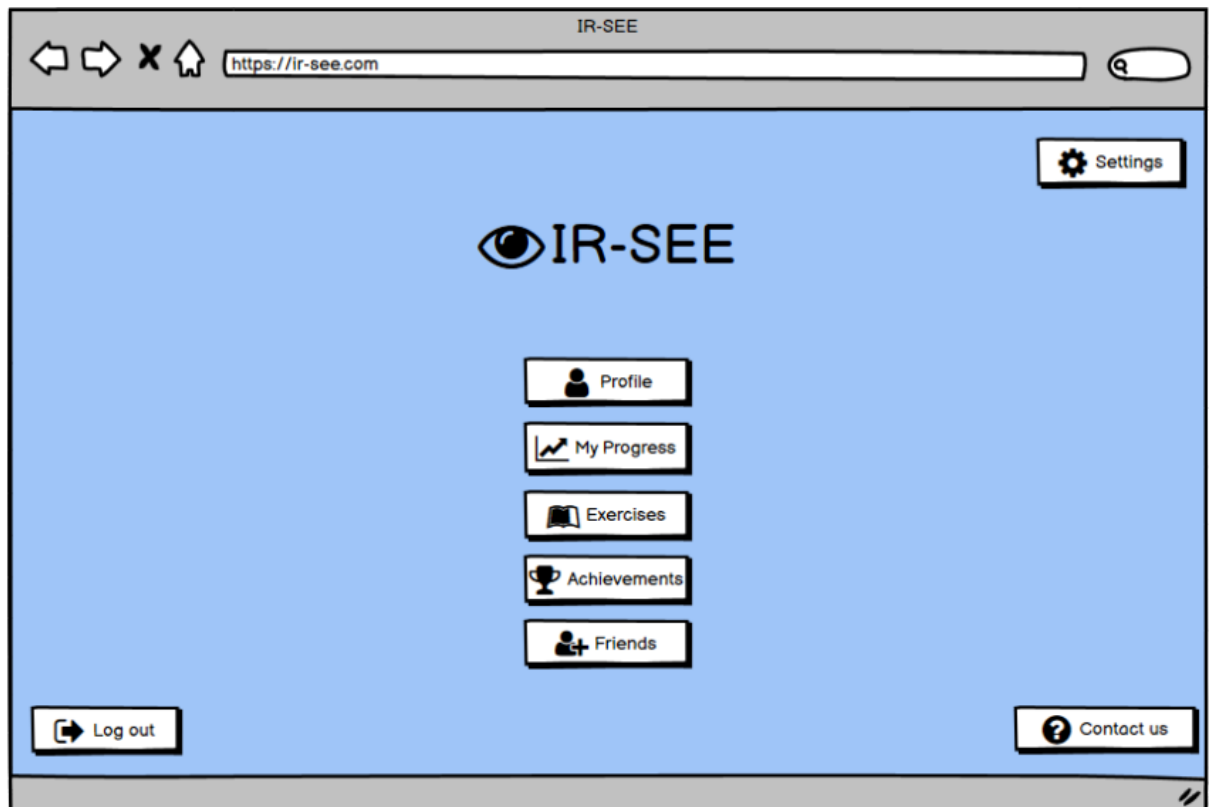 IR-SEE
https://ir-see.com
Settings
IR-SEE
Profile
My Progress
Exercises
Achievements
Friends
Log out
Contact us